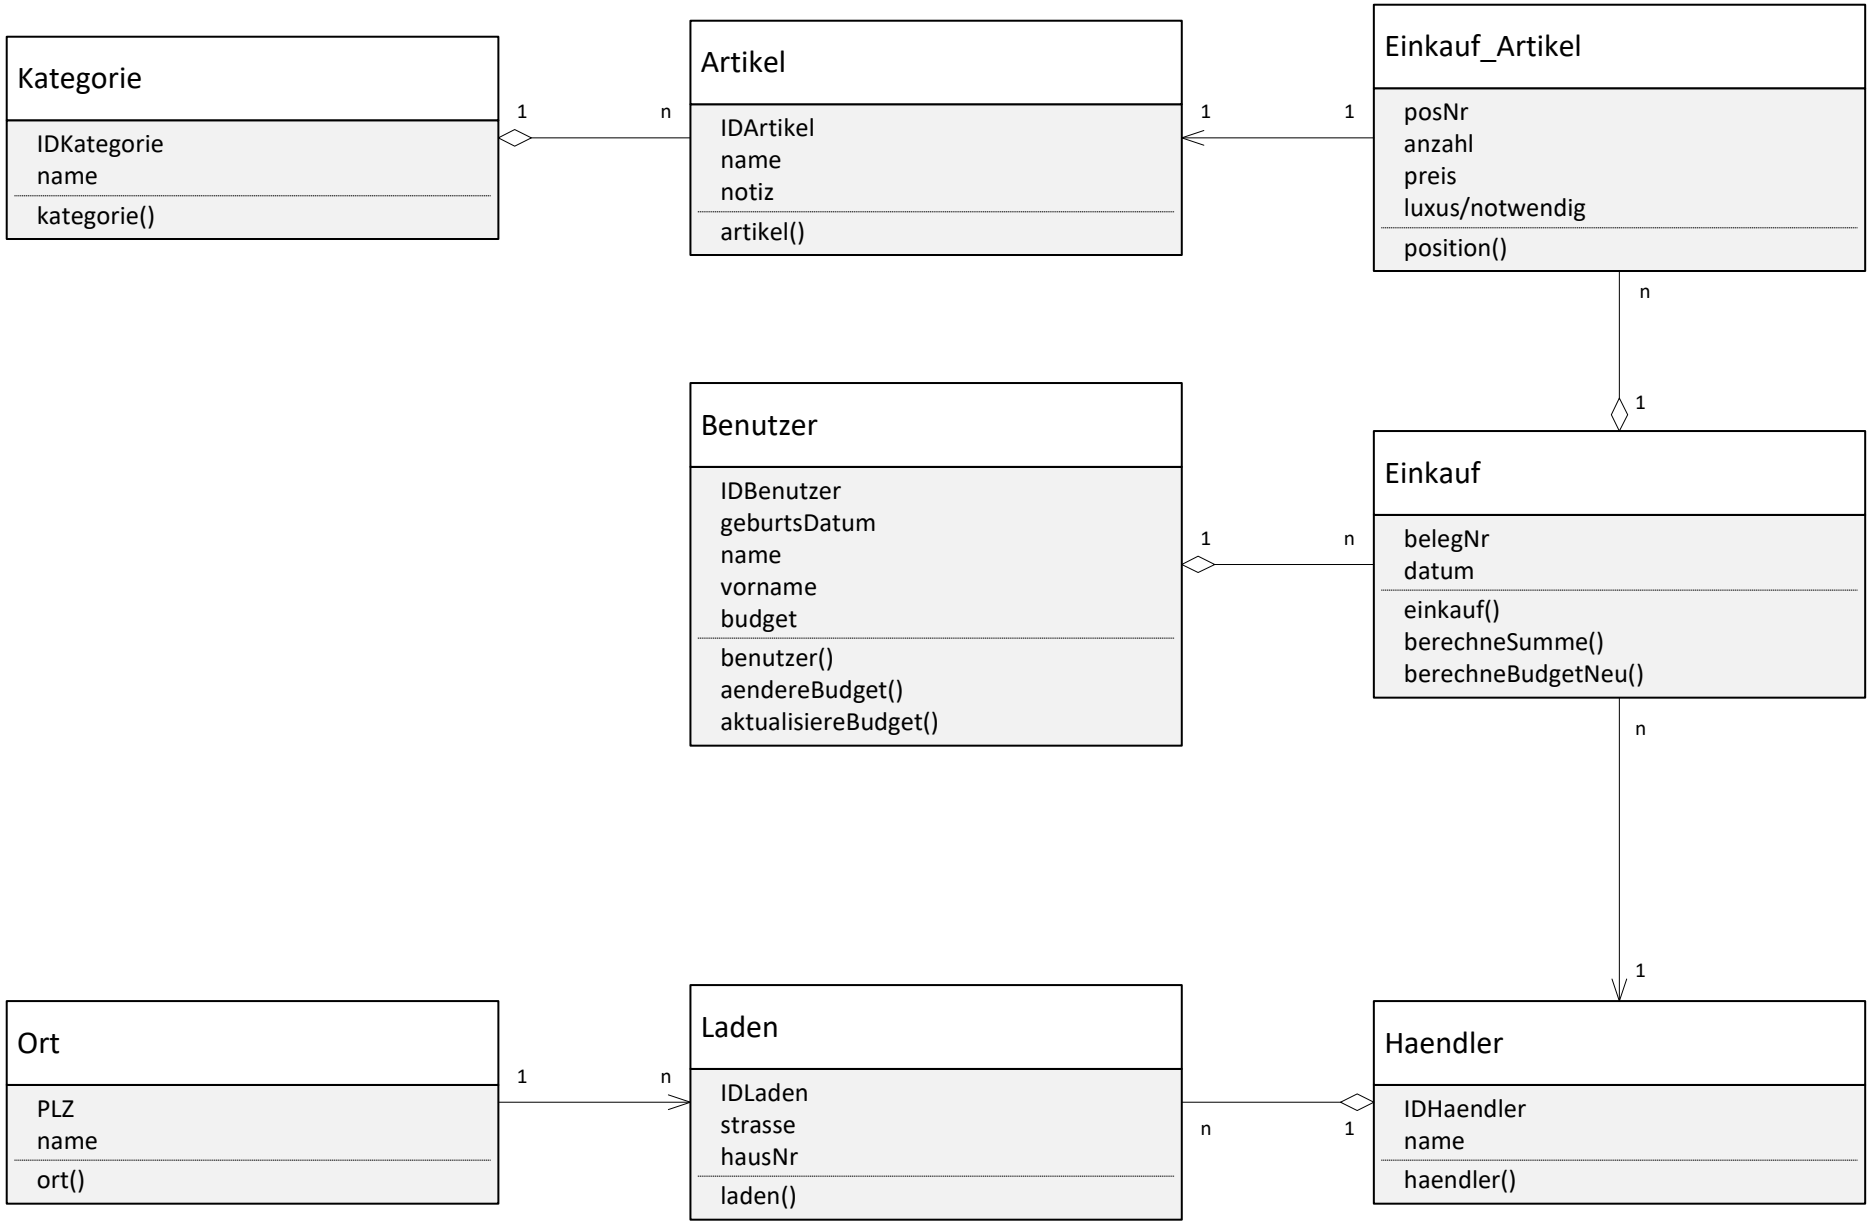 Kategorie
IDKategorie
name
kategorie()
1
n
Artikel
IDArtikel
name
notiz
artikel()
1
1
Einkauf_Artikel
posNr
anzahl
preis
luxus/notwendig
position()
n
1
Benutzer
IDBenutzer
geburtsDatum
name
vorname
budget
benutzer()
aendereBudget()
aktualisiereBudget()
1
n
Einkauf
belegNr
datum
einkauf()
berechneSumme()
berechneBudgetNeu()
n
1
Ort
PLZ
name
ort()
1
n
Laden
IDLaden
strasse
hausNr
laden()
n
1
Haendler
IDHaendler
name
haendler()